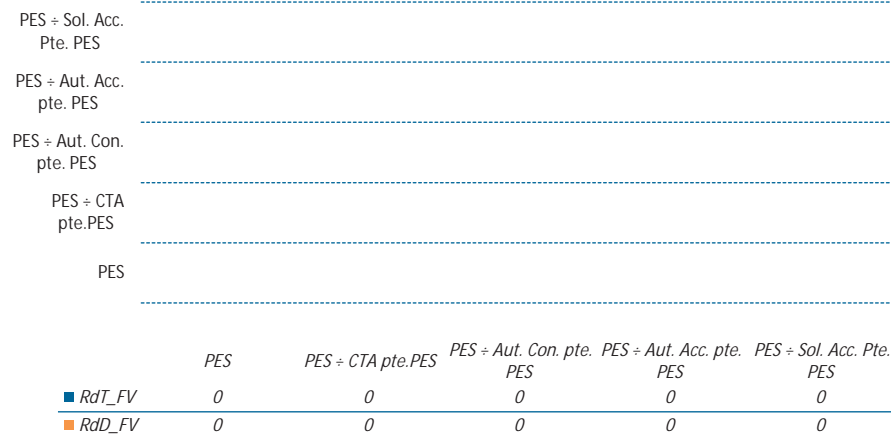 PES ÷ Sol. Acc.
Pte. PES
PES ÷ Aut. Acc.
pte. PES
PES ÷ Aut. Con.
pte. PES
PES ÷ CTA
pte.PES
PES
PES PES ÷ CTA pte.PES PES ÷ Aut. Con. pte. PES PES ÷ Aut. Acc. pte. PES PES ÷ Sol. Acc. Pte. PES
RdT_FV 0 0 0 0 0
RdD_FV 0 0 0 0 0